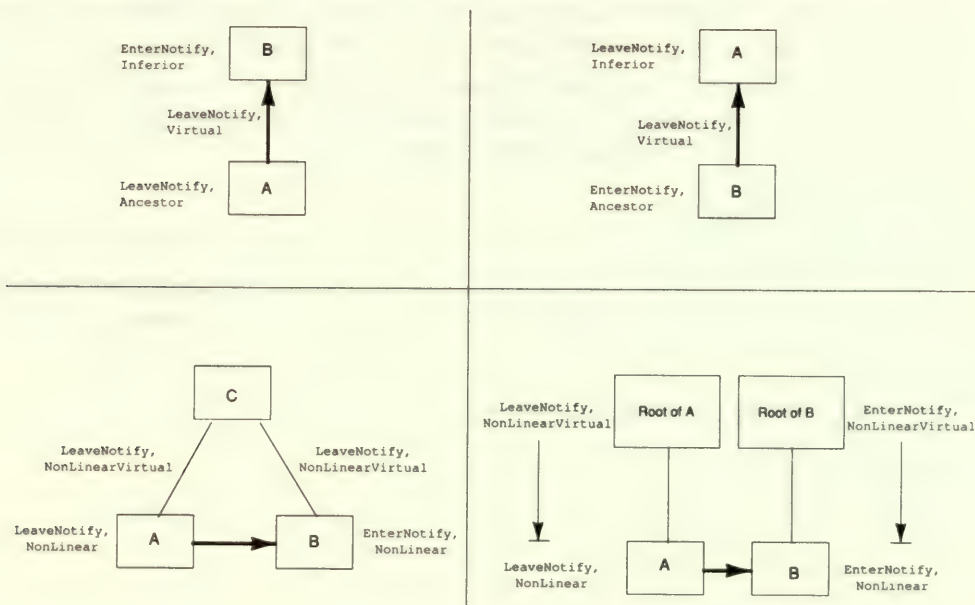 EnterNotify,
Inferior
B
LeaveNotify,
Virtual
LeaveNotify,
Ancestor
A
LeaveNotify,
Inferior
A
LeaveNotify,
Virtual
EnterNotify,
Ancestor
B
C
LeaveNotify,
NonLinearVirtual
LeaveNotify,
NonLinearVirtual
LeaveNotify,
NonLinear
A
B
EnterNotify,
NonLinear
LeaveNotify,
NonLinearVirtual
Root of A
Root of B
EnterNotify,
NonLinearVirtual
LeaveNotify,
NonLinear
A
B
EnterNotify,
NonLinear